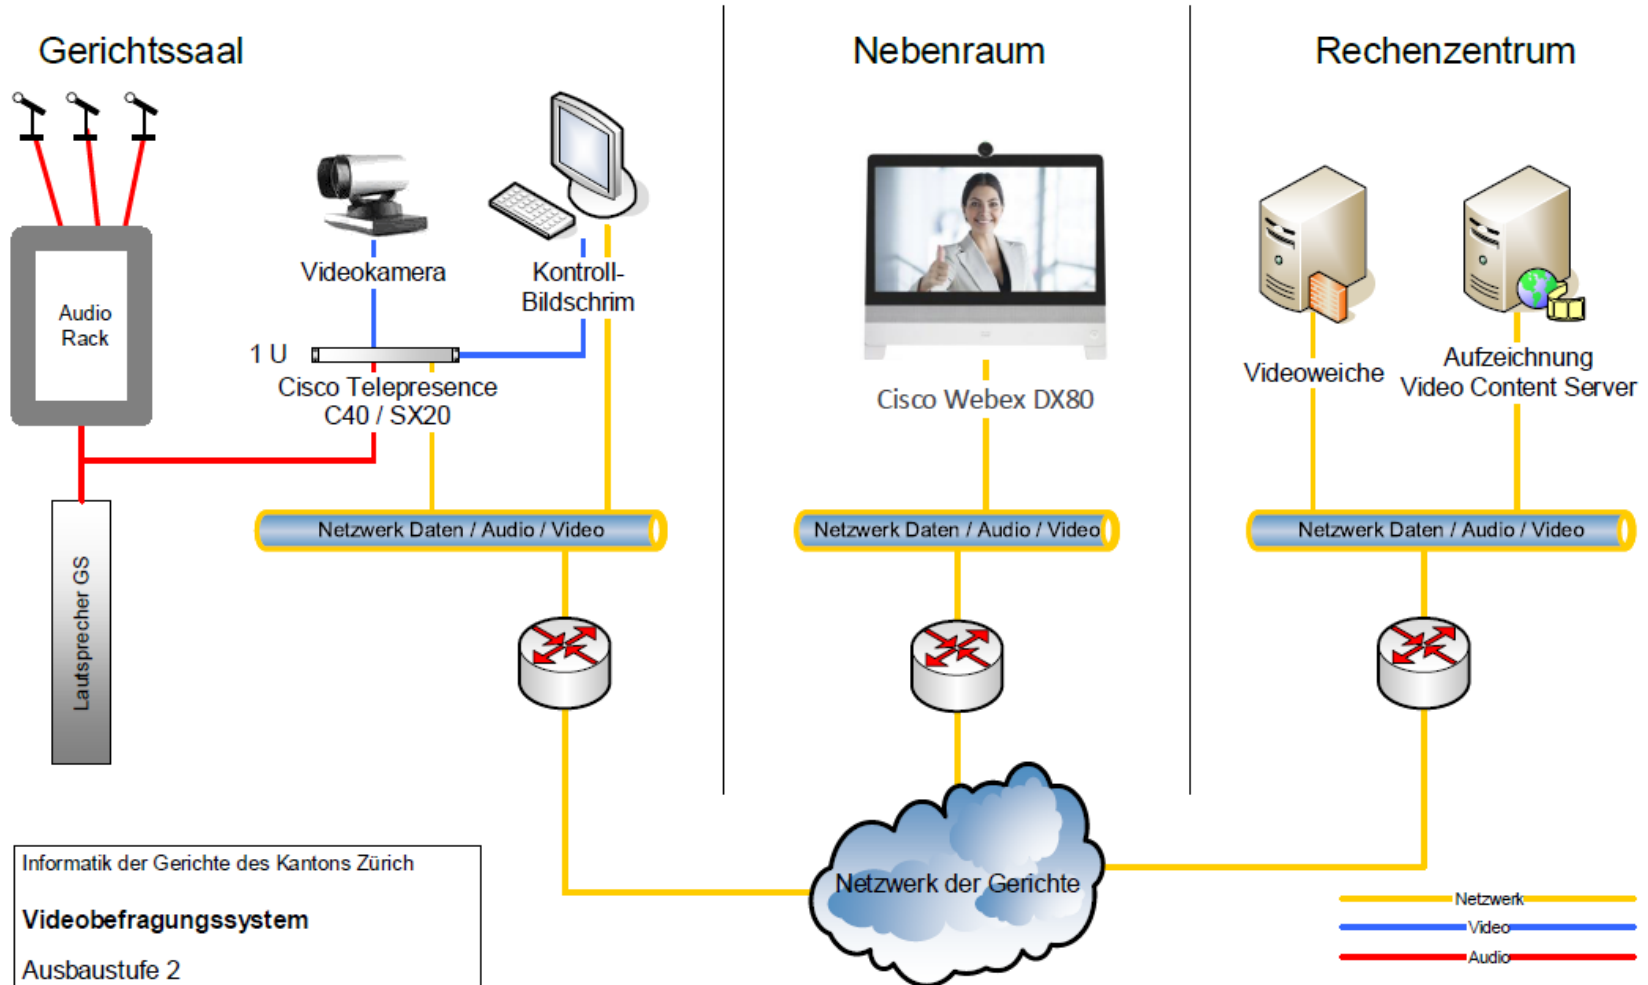 Gerichtssaal
Nebenraum
Rechenzentrum
Audio
Rack
Videokamera
Kontroll-
Bildschrim
1 U
Cisco Telepresence
C40 / SX20
Cisco Webex DX80
Videoweiche
Aufzeichnung
Video Content Server
Lautsprecher GS
Netzwerk Daten / Audio / Video
Netzwerk Daten / Audio / Video
Netzwerk Daten / Audio / Video
Netzwerk der Gerichte
Informatik der Gerichte des Kantons Zürich
Videobefragungssystem
Ausbaustufe 2
Netzwerk
Video
Audio